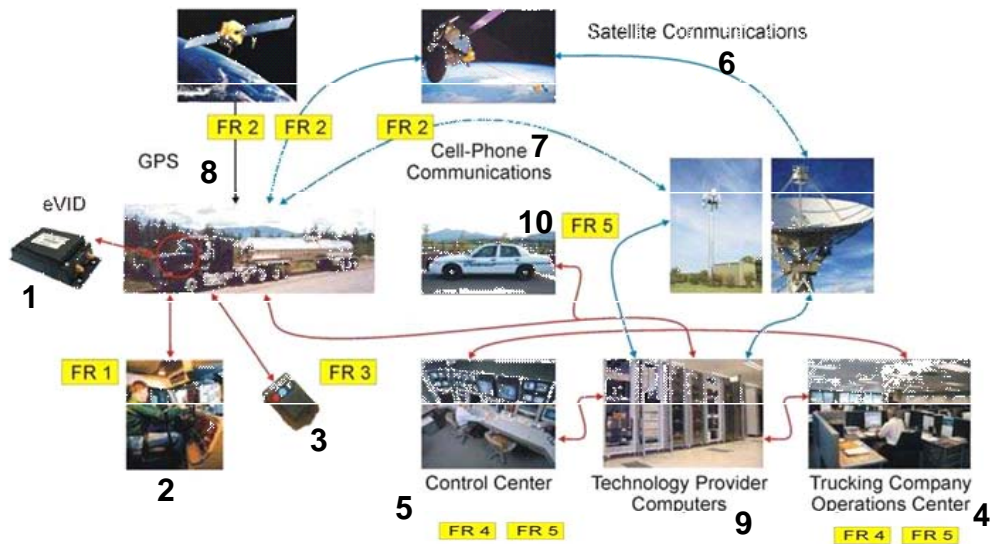 Satellite Communications
6
FR 2
FR 2
FR 2
7
Cell-Phone
Communications
GPS
8
eVID
1
10
FR 5
FR 1
2
FR 3
3
Control Center
5
FR 4
FR 5
Technology Provider
Computers
9
Trucking Company
Operations Center
4
FR 4
FR 5